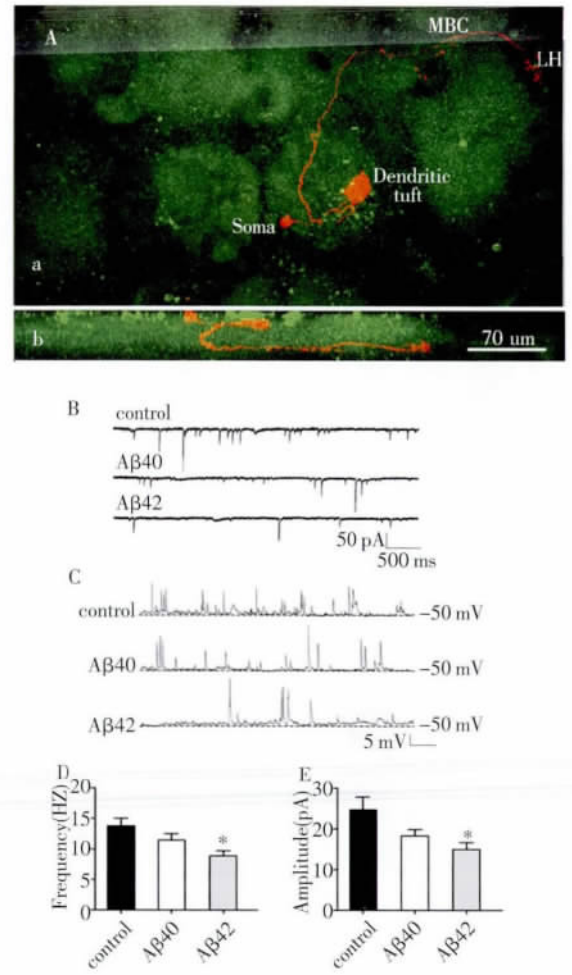 A
MBC
LH
Dendritic
tuft
Soma
a
b
70 um
B
control
Aβ40
Aβ42
50 pA
500 ms
C
control
-50 mV
Aβ40
-50 mV
Aβ42
-50 mV
5 mV
D
Frequency(HZ)
20
15
10
5
0
*
control
Aβ40
Aβ42
E
Amplitude(pA)
30
20
10
0
*
control
Aβ40
Aβ42